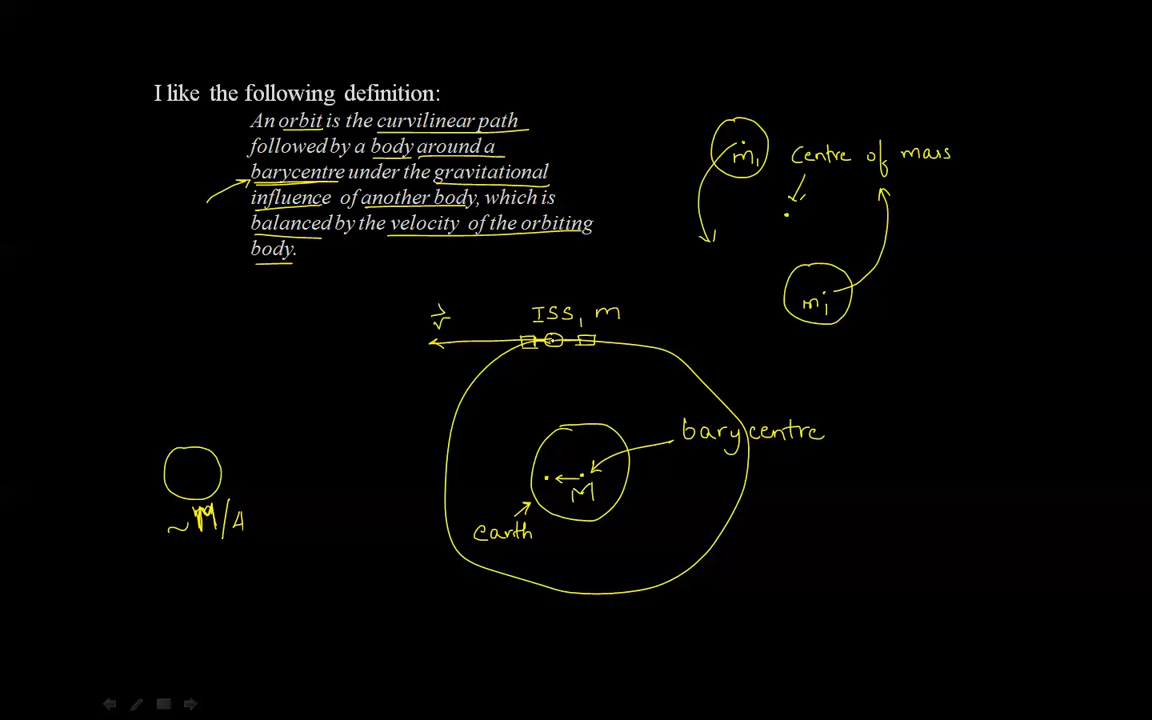 I like the following definition:
An orbit is the curvilinear path
followed by a body around a
barycentre under the gravitational
influence of another body, which is
balanced by the velocity of the orbiting
body.
m₁
Centre of mass
m₁
v
ISS, m
barycentre
M
earth
~M/4